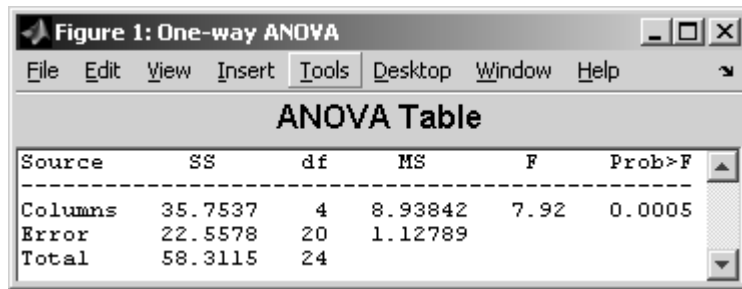 Figure 1: One-way ANOVA
File Edit View Insert Tools Desktop Window Help
ANOVA Table
Source SS df MS F Prob>F
Columns 35.7537 4 8.93842 7.92 0.0005
Error 22.5578 20 1.12789
Total 58.3115 24